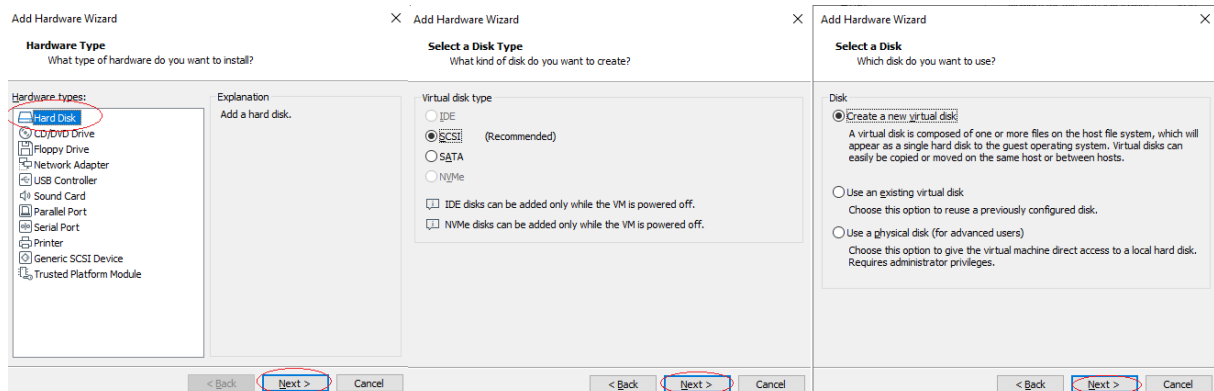 Add Hardware Wizard
Hardware Type
What type of hardware do you want to install?
Hardware types:
Hard Disk
CD/DVD Drive
Floppy Drive
Network Adapter
USB Controller
Sound Card
Parallel Port
Serial Port
Printer
Generic SCSI Device
Trusted Platform Module
Explanation
Add a hard disk.
< Back
Next >
Cancel
Add Hardware Wizard
Select a Disk Type
What kind of disk do you want to create?
Virtual disk type
IDE
SCSI (Recommended)
SATA
NVMe
IDE disks can be added only while the VM is powered off.
NVMe disks can be added only while the VM is powered off.
< Back
Next >
Cancel
Add Hardware Wizard
Select a Disk
Which disk do you want to use?
Disk
Create a new virtual disk
A virtual disk is composed of one or more files on the host file system, which will
appear as a single hard disk to the guest operating system. Virtual disks can
easily be copied or moved on the same host or between hosts.
Use an existing virtual disk
Choose this option to reuse a previously configured disk.
Use a physical disk (for advanced users)
Choose this option to give the virtual machine direct access to a local hard disk.
Requires administrator privileges.
< Back
Next >
Cancel